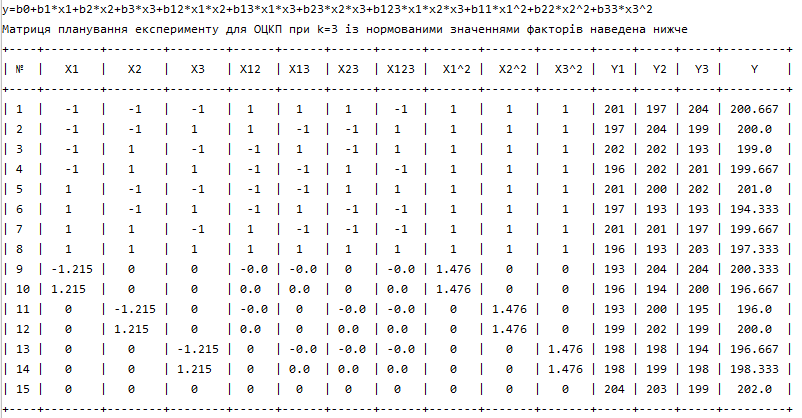 y=b0+b1*x1+b2*x2+b3*x3+b12*x1*x2+b13*x1*x3+b23*x2*x3+b123*x1*x2*x3+b11*x1^2+b22*x2^2+b33*x3^2
Матриця планування експерименту для ОЦКП при k=3 із нормованими значеннями факторів наведена нижче
+----+--------+--------+--------+------+------+------+------+-------+-------+-------+-----+-----+-----+---------+
| № | X1 | X2 | X3 | X12 | X13 | X23 | X123 | X1^2 | X2^2 | X3^2 | Y1 | Y2 | Y3 | Y |
+----+--------+--------+--------+------+------+------+------+-------+-------+-------+-----+-----+-----+---------+
| 1 | -1 | -1 | -1 | 1 | 1 | 1 | -1 | 1 | 1 | 1 | 201 | 197 | 204 | 200.667 |
| 2 | -1 | -1 | 1 | 1 | -1 | -1 | 1 | 1 | 1 | 1 | 197 | 204 | 199 | 200.0 |
| 3 | -1 | 1 | -1 | -1 | 1 | -1 | 1 | 1 | 1 | 1 | 202 | 202 | 193 | 199.0 |
| 4 | -1 | 1 | 1 | -1 | -1 | 1 | -1 | 1 | 1 | 1 | 196 | 202 | 201 | 199.667 |
| 5 | 1 | -1 | -1 | -1 | -1 | 1 | 1 | 1 | 1 | 1 | 201 | 200 | 202 | 201.0 |
| 6 | 1 | -1 | 1 | -1 | 1 | -1 | -1 | 1 | 1 | 1 | 197 | 193 | 193 | 194.333 |
| 7 | 1 | 1 | -1 | 1 | -1 | -1 | -1 | 1 | 1 | 1 | 201 | 201 | 197 | 199.667 |
| 8 | 1 | 1 | 1 | 1 | 1 | 1 | 1 | 1 | 1 | 1 | 196 | 193 | 203 | 197.333 |
| 9 | -1.215 | 0 | 0 | -0.0 | -0.0 | 0 | -0.0 | 1.476 | 0 | 0 | 193 | 204 | 204 | 200.333 |
| 10 | 1.215 | 0 | 0 | 0.0 | 0.0 | 0 | 0.0 | 1.476 | 0 | 0 | 196 | 194 | 200 | 196.667 |
| 11 | 0 | -1.215 | 0 | -0.0 | 0 | -0.0 | -0.0 | 0 | 1.476 | 0 | 193 | 200 | 195 | 196.0 |
| 12 | 0 | 1.215 | 0 | 0.0 | 0 | 0.0 | 0.0 | 0 | 1.476 | 0 | 199 | 202 | 199 | 200.0 |
| 13 | 0 | 0 | -1.215 | 0 | -0.0 | -0.0 | -0.0 | 0 | 0 | 1.476 | 198 | 198 | 194 | 196.667 |
| 14 | 0 | 0 | 1.215 | 0 | 0.0 | 0.0 | 0.0 | 0 | 0 | 1.476 | 198 | 199 | 198 | 198.333 |
| 15 | 0 | 0 | 0 | 0 | 0 | 0 | 0 | 0 | 0 | 0 | 204 | 203 | 199 | 202.0 |
+----+--------+--------+--------+------+------+------+------+-------+-------+-------+-----+-----+-----+---------+